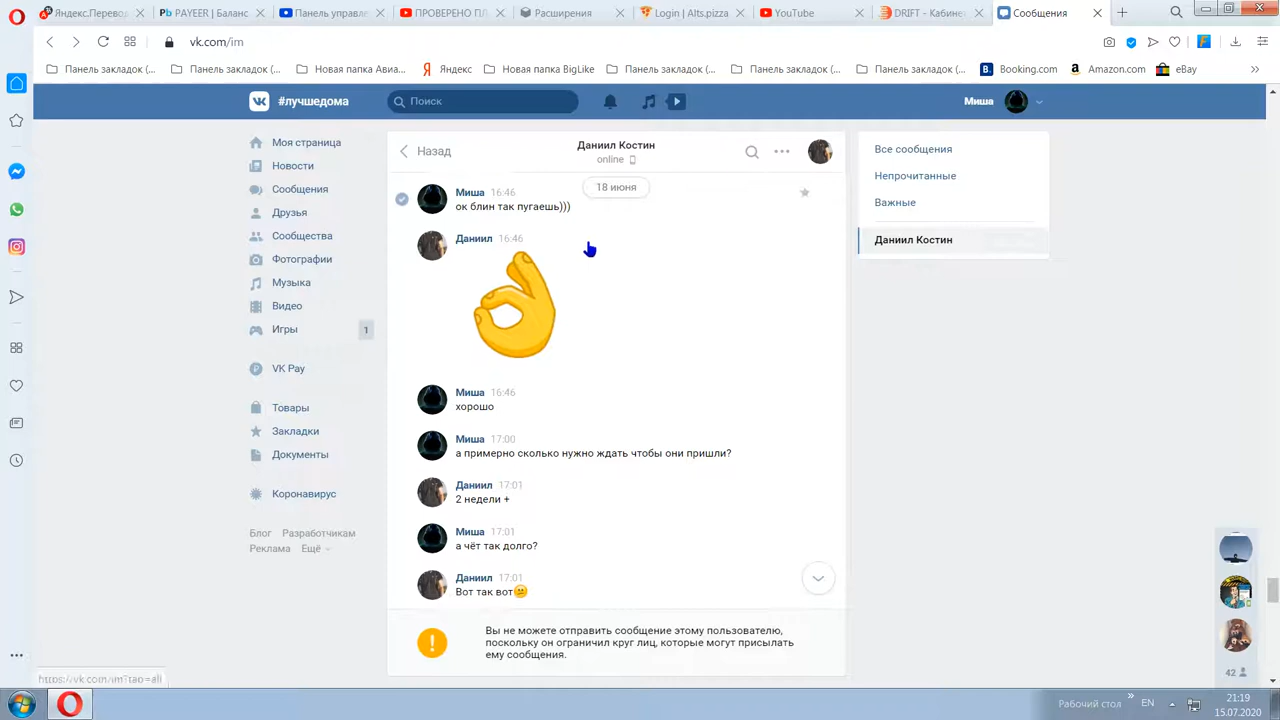 Яндекс.Перевод
PAYEER | Баланс
Панель управл
ПРОВЕРЕНО ПЛ
Расширения
Login | Alts.pizza
YouTube
DRIFT - Кабинет
Сообщения
vk.com/im
Панель закладок (...
Панель закладок (...
Новая папка Авиа...
Яндекс
Новая папка BigLike
Панель закладок (...
Панель закладок (...
Панель закладок (...
Booking.com
Amazon.com
eBay
#лучшедома
Поиск
Миша
Моя страница
Новости
Сообщения
Друзья
Сообщества
Фотографии
Музыка
Видео
Игры 1
VK Pay
Товары
Закладки
Документы
Коронавирус
Блог Разработчикам
Реклама Ещё
Назад
Даниил Костин
online
18 июня
Миша 16:46
ок блин так пугаешь)))
Даниил 16:46
Миша 16:46
хорошо
Миша 17:00
а примерно сколько нужно ждать чтобы они пришли?
Даниил 17:01
2 недели +
Миша 17:01
а чёт так долго?
Даниил 17:01
Вот так вот
Вы не можете отправить сообщение этому пользователю,
поскольку он ограничил круг лиц, которые могут присылать
ему сообщения.
Все сообщения
Непрочитанные
Важные
Даниил Костин
42
https://vk.com/im?tab=all
Рабочий стол
EN
21:19
15.07.2020